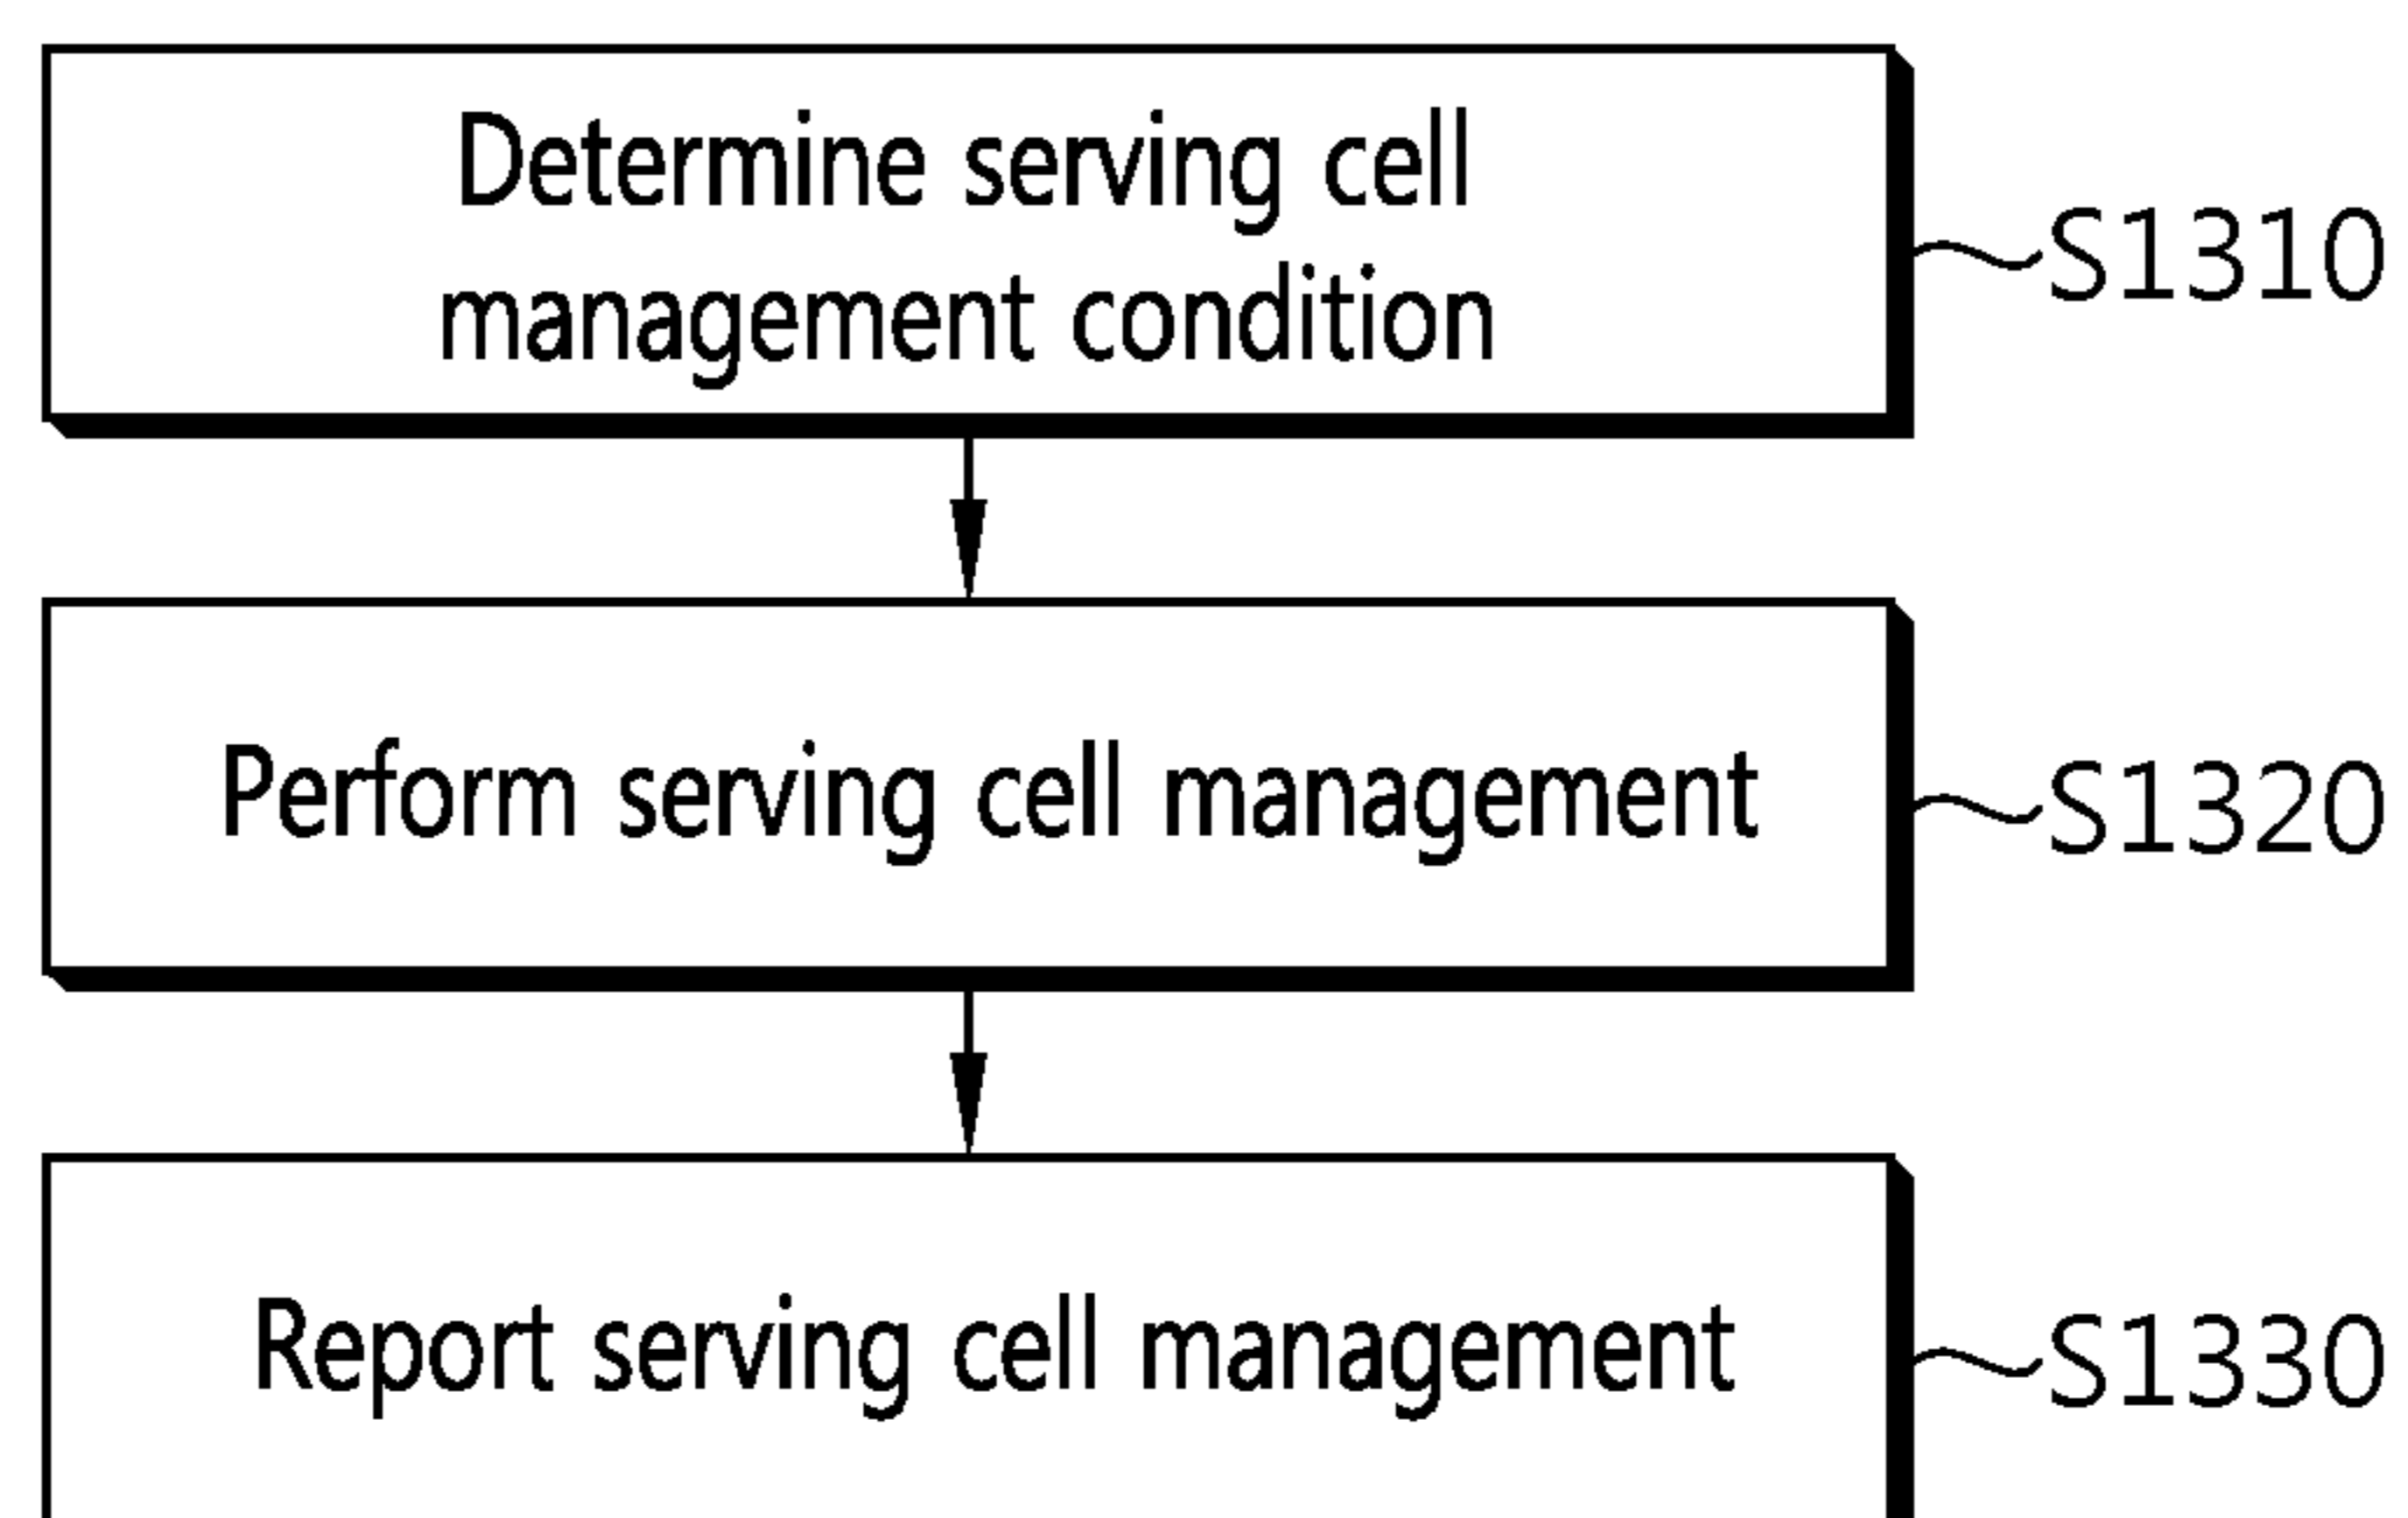 Determine serving cell
management condition
S1310
Perform serving cell management
S1320
Report serving cell management
S1330